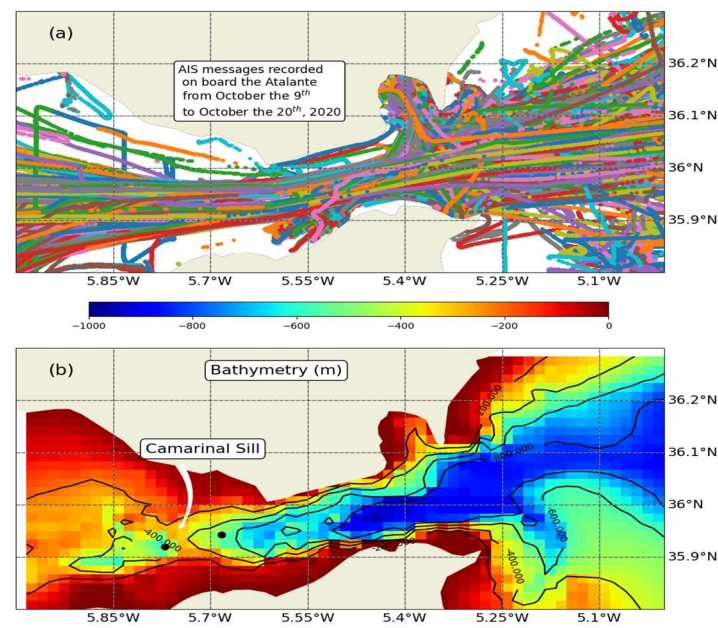 (a)
AIS messages recorded
on board the Atalante
from October the 9th
to October the 20th, 2020
36.2°N
36.1°N
36°N
35.9°N
5.85°W 5.7°W 5.55°W 5.4°W 5.25°W 5.1°W
−1000 −800 −600 −400 −200 0
(b)
Bathymetry (m)
Camarinal Sill
200.000
800.000
-400.000
-600.000
-400.000
36.2°N
36.1°N
36°N
35.9°N
5.85°W 5.7°W 5.55°W 5.4°W 5.25°W 5.1°W